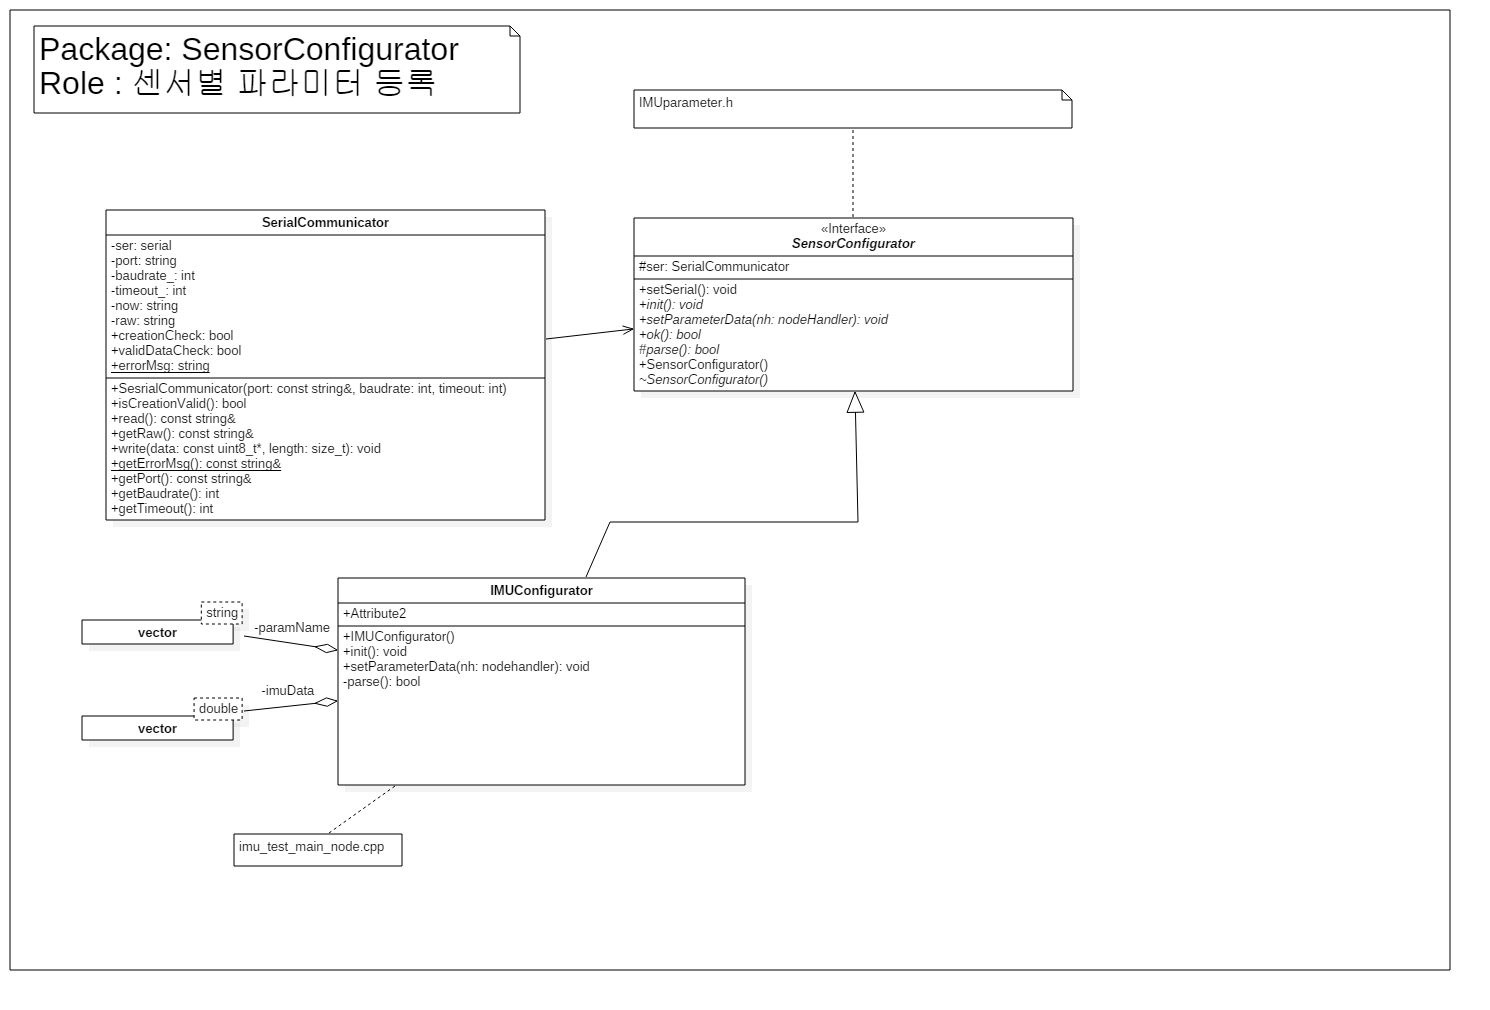 Package: SensorConfigurator
Role : 센서별 파라미터 등록
IMUparameter.h
SerialCommunicator
-ser: serial
-port: string
-baudrate_: int
-timeout_: int
-now: string
-raw: string
+creationCheck: bool
+validDataCheck: bool
+errorMsg: string
+SesrialCommunicator(port: const string&, baudrate: int, timeout: int)
+isCreationValid(): bool
+read(): const string&
+getRaw(): const string&
+write(data: const uint8_t*, length: size_t): void
+getErrorMsg(): const string&
+getPort(): const string&
+getBaudrate(): int
+getTimeout(): int
«Interface»
SensorConfigurator
#ser: SerialCommunicator
+setSerial(): void
+init(): void
+setParameterData(nh: nodeHandler): void
+ok(): bool
#parse(): bool
+SensorConfigurator()
~SensorConfigurator()
string
vector
-paramName
double
vector
-imuData
IMUConfigurator
+Attribute2
+IMUConfigurator()
+init(): void
+setParameterData(nh: nodehandler): void
-parse(): bool
imu_test_main_node.cpp